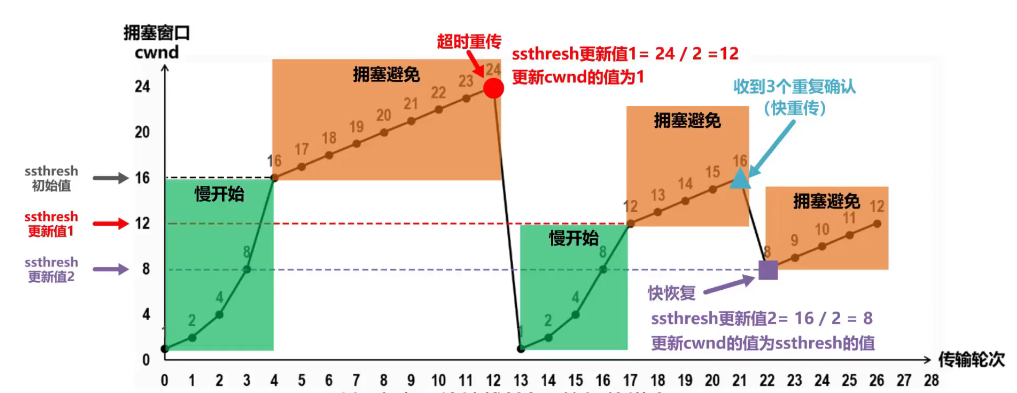 拥塞窗口
cwnd
超时重传
ssthresh更新值1= 24 / 2 =12
更新cwnd的值为1
拥塞避免
24
24
23
22
21
20
19
18
17
16
收到3个重复确认
（快重传）
20
拥塞避免
ssthresh
初始值
16
慢开始
16
15
14
13
12
拥塞避免
ssthresh
更新值1
12
慢开始
12
11
10
9
8
ssthresh
更新值2
8
8
8
快恢复
ssthresh更新值2= 16 / 2 = 8
更新cwnd的值为ssthresh的值
4
4
2
4
2
1
0
传输轮次
0 1 2 3 4 5 6 7 8 9 10 11 12 13 14 15 16 17 18 19 20 21 22 23 24 25 26 27 28